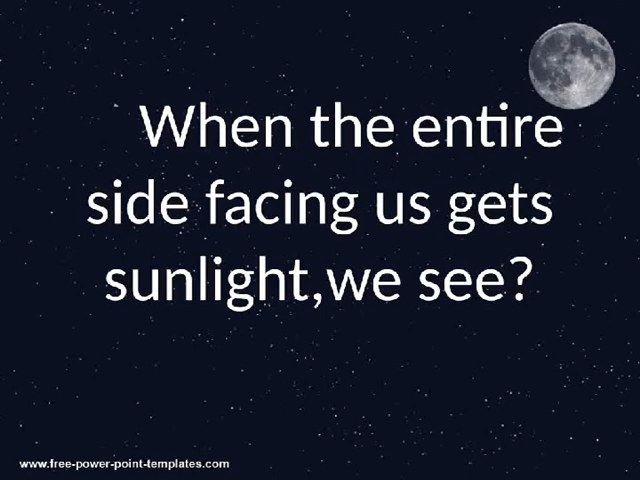 When the entire
side facing us gets
sunlight,we see?
www.free-power-point-templates.com